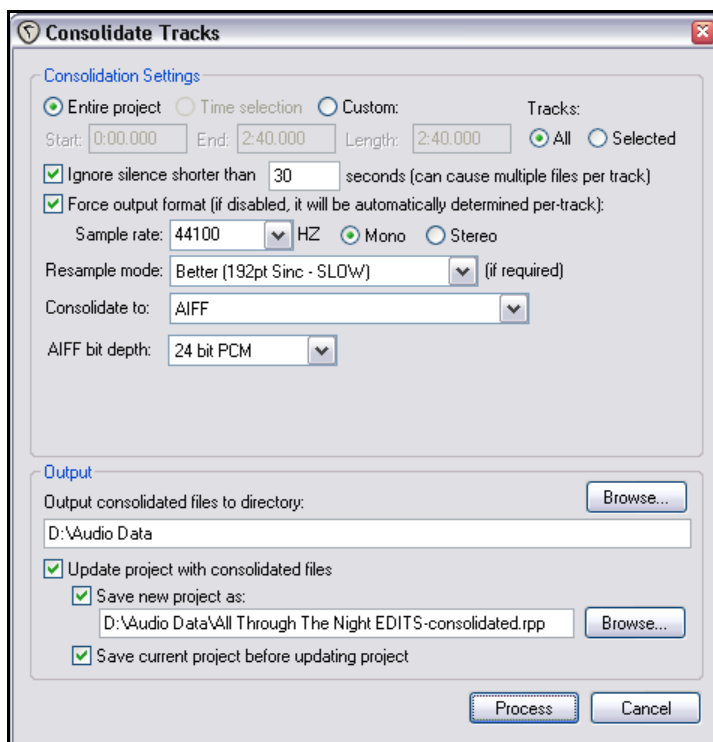 Consolidate Tracks
Consolidation Settings
Entire project Time selection Custom: Tracks:
Start: 0:00.000 End: 2:40.000 Length: 2:40.000 All Selected
Ignore silence shorter than 30 seconds (can cause multiple files per track)
Force output format (if disabled, it will be automatically determined per-track):
Sample rate: 44100 HZ Mono Stereo
Resample mode: Better (192pt Sinc - SLOW) (if required)
Consolidate to: AIFF
AIFF bit depth: 24 bit PCM
Output
Output consolidated files to directory: Browse...
D:\Audio Data
Update project with consolidated files
Save new project as:
D:\Audio Data\All Through The Night EDITS-consolidated.rpp Browse...
Save current project before updating project
Process Cancel